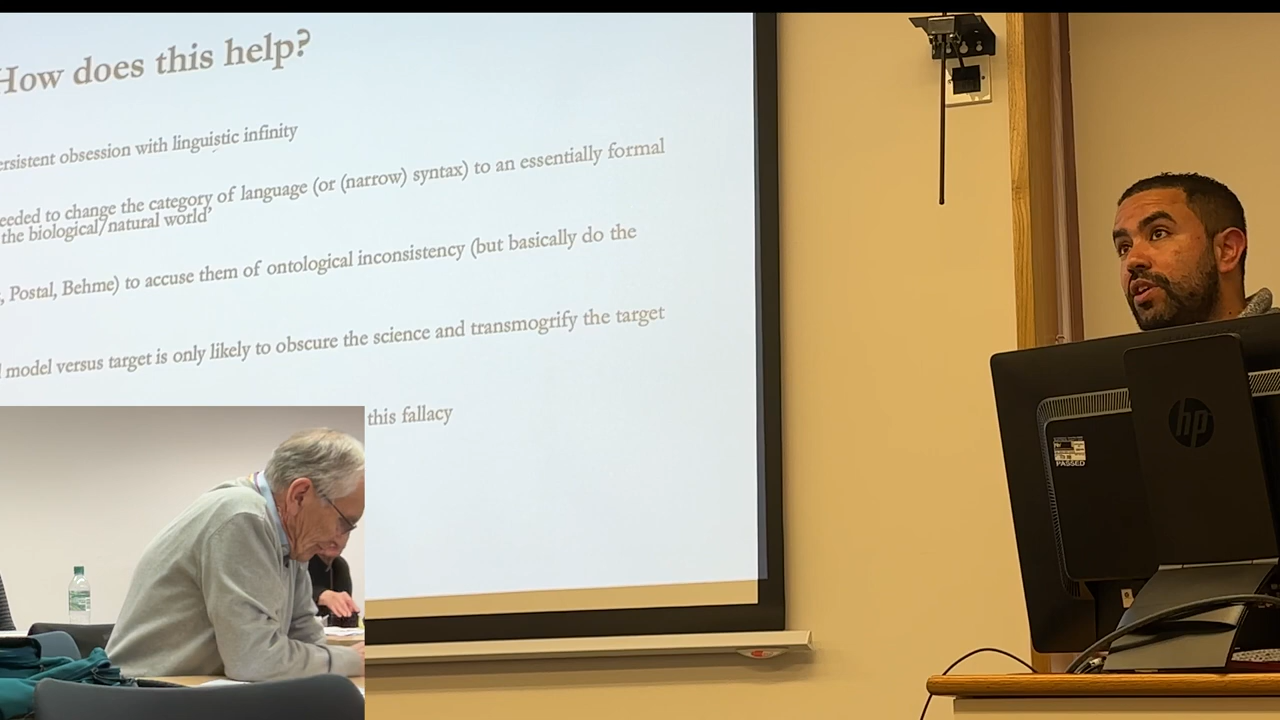 How does this help?
ersistent obsession with linguistic infinity
eeded to change the category of language (or (narrow) syntax) to an essentially formal
the biological/natural world'
, Postal, Behme) to accuse them of ontological inconsistency (but basically do the
model versus target is only likely to obscure the science and transmogrify the target
this fallacy
hp
PASSED